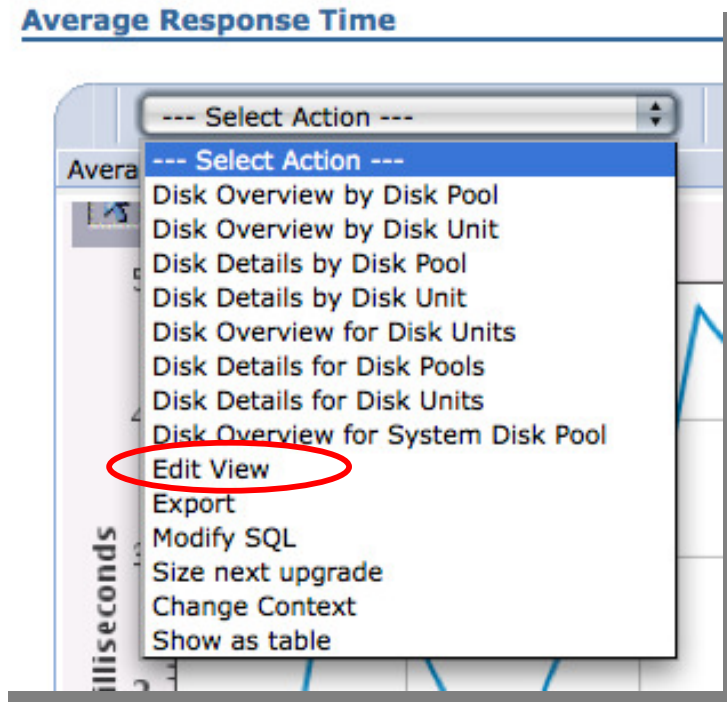 Average Response Time
--- Select Action ---
--- Select Action ---
Disk Overview by Disk Pool
Disk Overview by Disk Unit
Disk Details by Disk Pool
Disk Details by Disk Unit
Disk Overview for Disk Units
Disk Details for Disk Pools
Disk Details for Disk Units
Disk Overview for System Disk Pool
Edit View
Export
Modify SQL
Size next upgrade
Change Context
Show as table